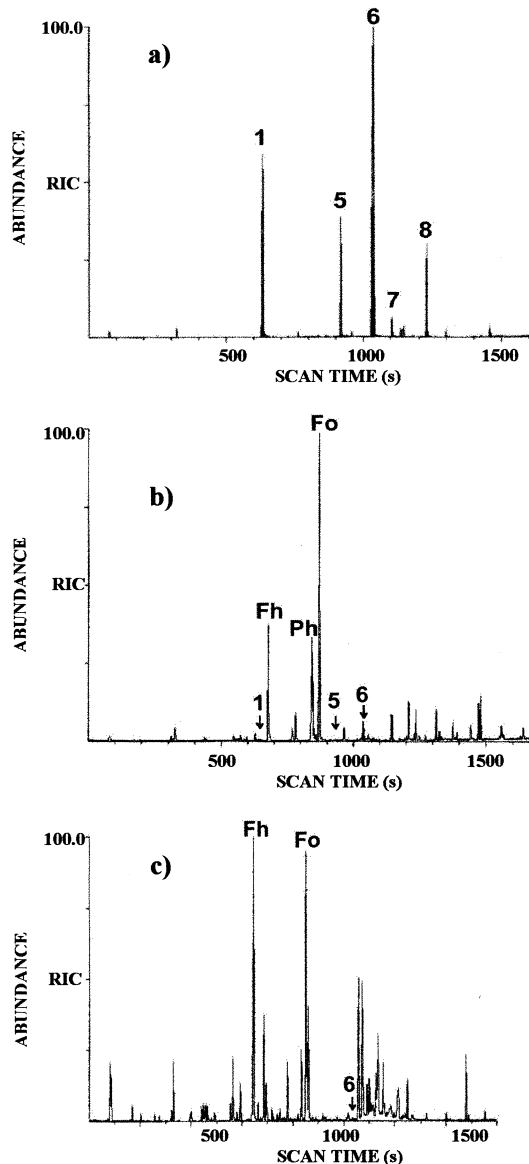 100.0
a)
6
1
5
8
7
RIC
ABUNDANCE
500
1000
1500
SCAN TIME (s)
100.0
b)
Fo
Fh
Ph
1
5
6
RIC
ABUNDANCE
500
1000
1500
SCAN TIME (s)
100.0
c)
Fh
Fo
6
RIC
ABUNDANCE
500
1000
1500
SCAN TIME (s)